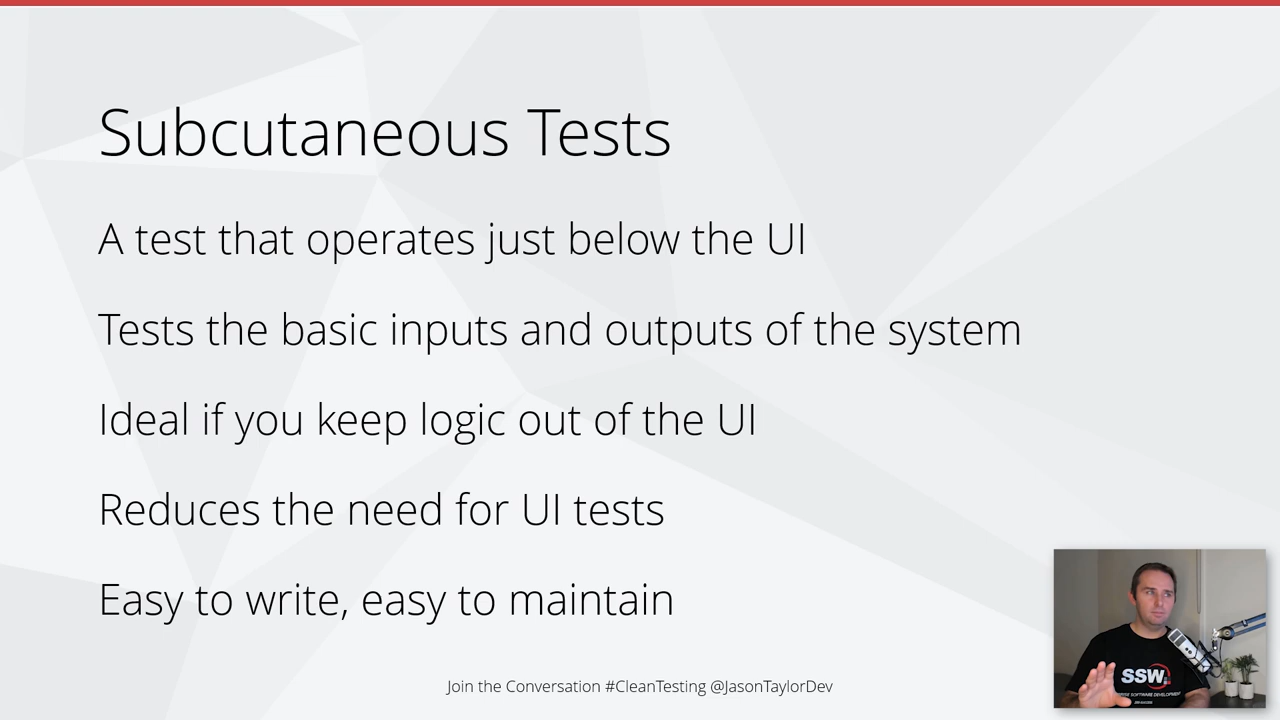 Subcutaneous Tests
A test that operates just below the UI
Tests the basic inputs and outputs of the system
Ideal if you keep logic out of the UI
Reduces the need for UI tests
Easy to write, easy to maintain
Join the Conversation #CleanTesting @JasonTaylorDev
SSW
SOFTWARE DEVELOPMENT